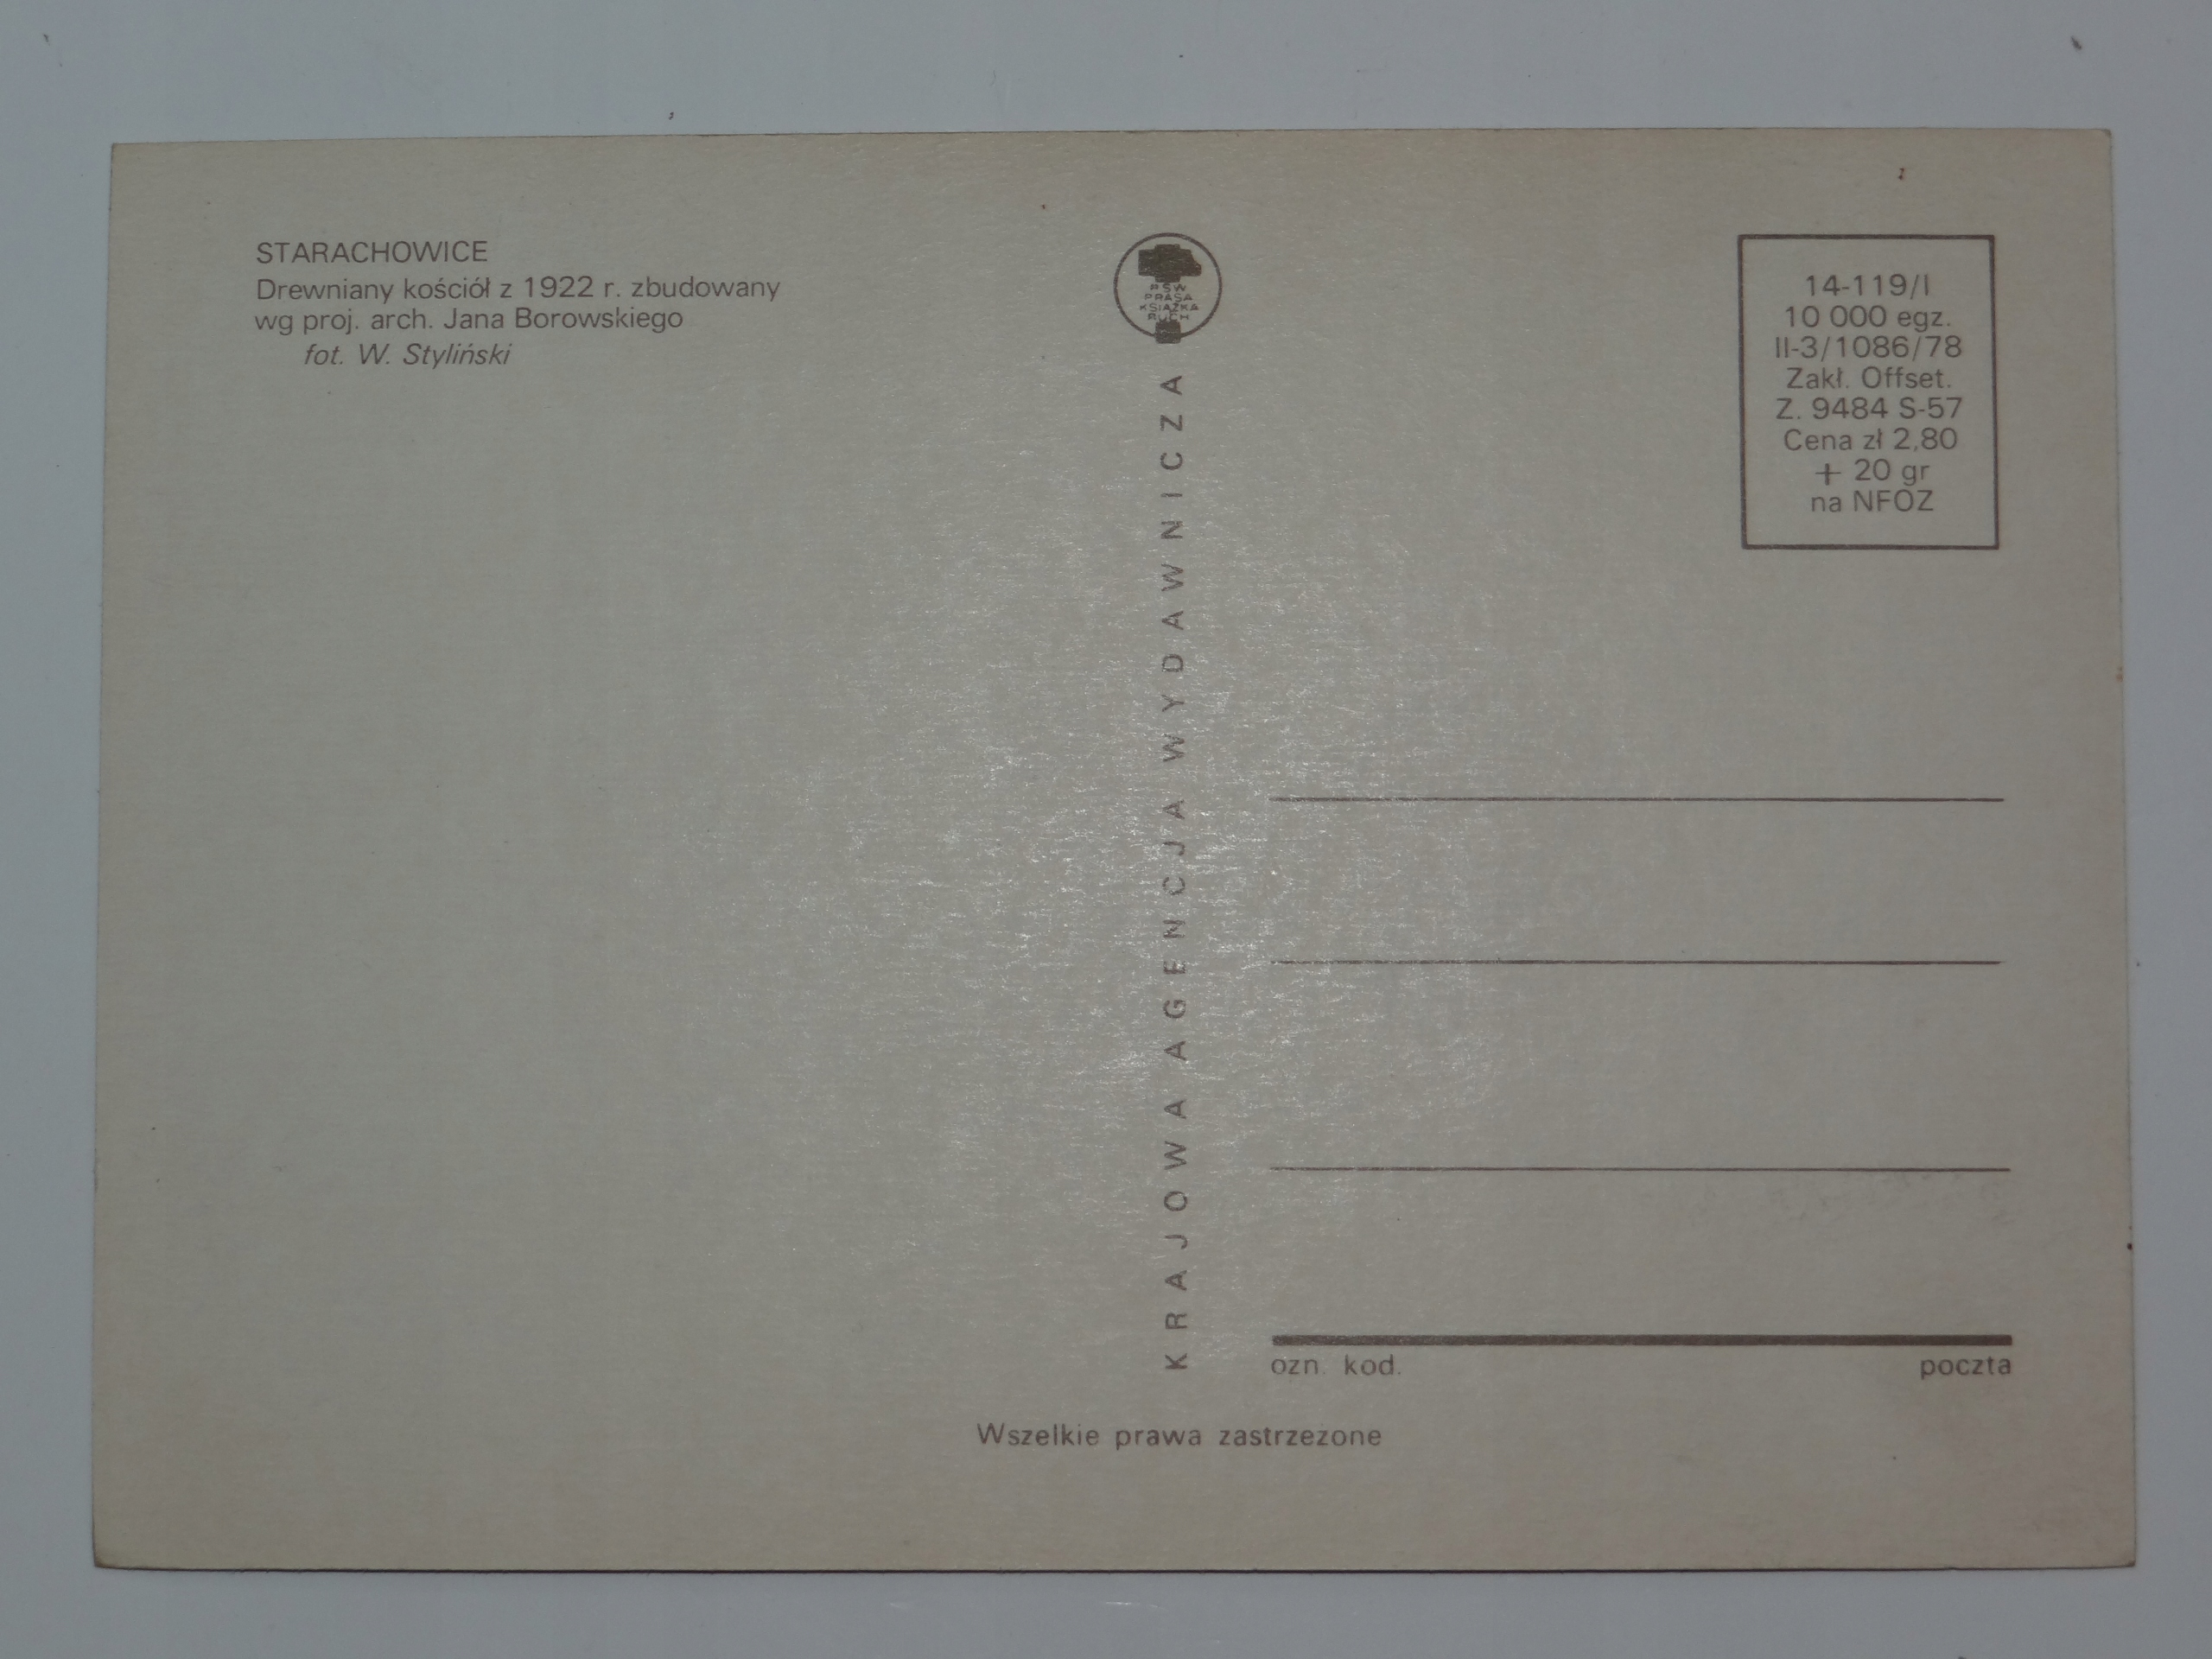 STARACHOWICE
Drewniany kościół z 1922 r. zbudowany
wg proj. arch. Jana Borowskiego
fot. W. Styliński
RSW
PRASA
KSIĄŻKA
RUCH
KRAJOWA AGENCJA WYDAWNICZA
14-119/I
10 000 egz.
II-3/1086/78
Zakł. Offset.
Z. 9484 S-57
Cena zł 2,80
+ 20 gr
na NFOZ
ozn. kod.
poczta
Wszelkie prawa zastrzeżone